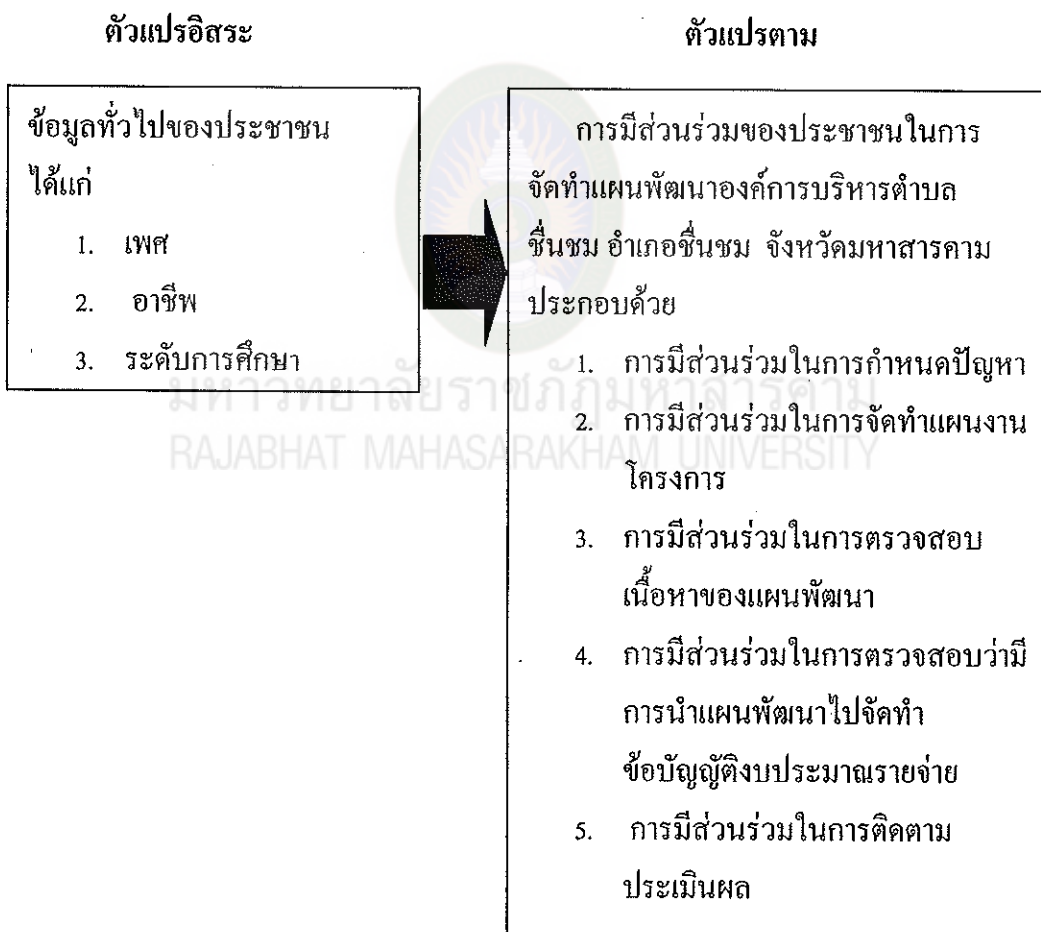 ตัวแปรอิสระ
ตัวแปรตาม
ข้อมูลทั่วไปของประชาชน
ได้แก่
1. เพศ
2. อาชีพ
3. ระดับการศึกษา
การมีส่วนร่วมของประชาชนในการ
จัดทำแผนพัฒนาองค์การบริหารตำบล
ชื่นชม อำเภอชื่นชม จังหวัดมหาสารคาม
ประกอบด้วย
1. การมีส่วนร่วมในการกำหนดปัญหา
2. การมีส่วนร่วมในการจัดทำแผนงาน
โครงการ
3. การมีส่วนร่วมในการตรวจสอบ
เนื้อหาของแผนพัฒนา
4. การมีส่วนร่วมในการตรวจสอบว่ามี
การนำแผนพัฒนาไปจัดทำ
ข้อบัญญัติงบประมาณรายจ่าย
5. การมีส่วนร่วมในการติดตาม
ประเมินผล
มหาวิทยาลัยราชภัฏมหาสารคาม
RAJABHAT MAHASARAKHAM UNIVERSITY